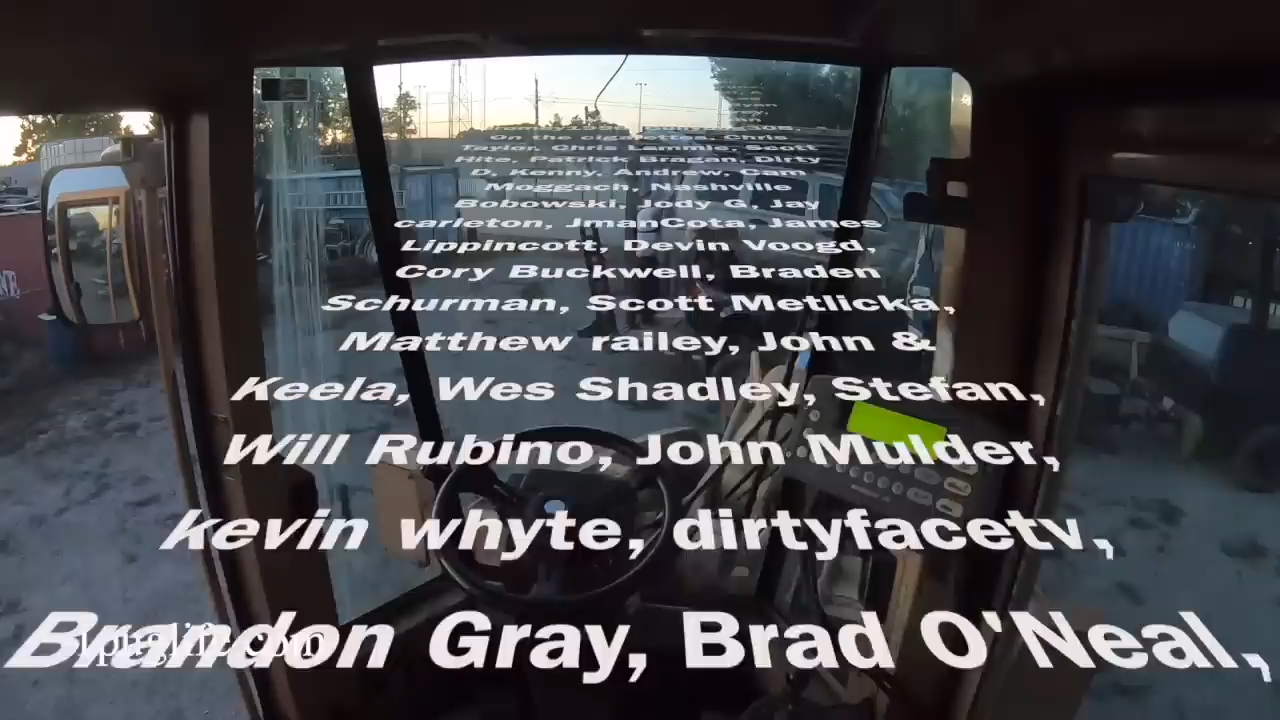 On the cigarettes, Chris
Taylor, Chris Lammle, Scott
Hite, Patrick Bragan, Dirty
D, Kenny, Andrew, Cam
Moggach, Nashville
Bobowski, Jody G, Jay
carleton, JmanCota, James
Lippincott, Devin Voogd,
Cory Buckwell, Braden
Schurman, Scott Metlicka,
Matthew railey, John &
Keela, Wes Shadley, Stefan,
Will Rubino, John Mulder,
kevin whyte, dirtyfacetv,
Brandon Gray, Brad O'Neal,